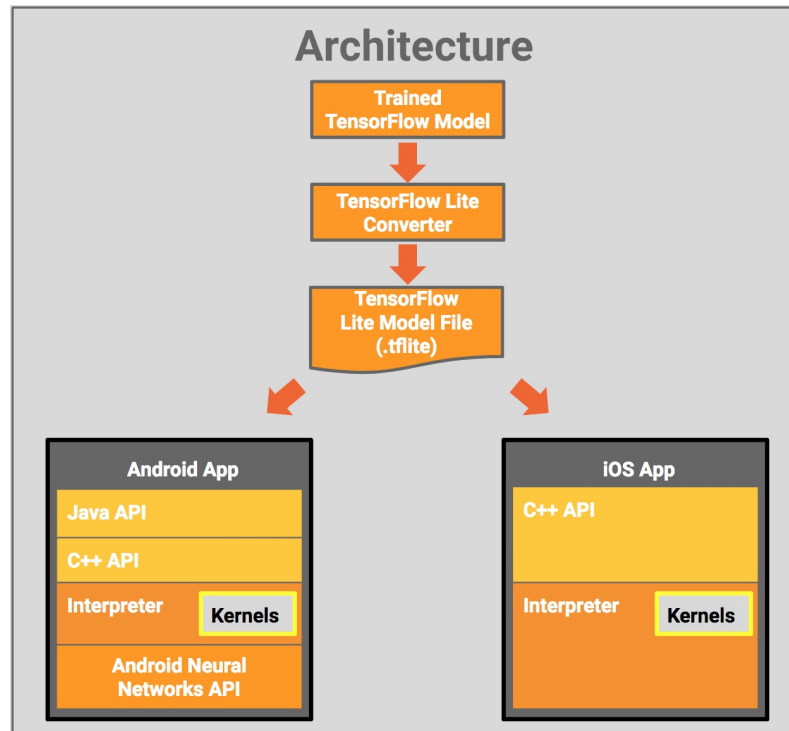 Architecture
Trained
TensorFlow Model
TensorFlow Lite
Converter
TensorFlow
Lite Model File
(.tflite)
Android App
Java API
C++ API
Interpreter
Kernels
Android Neural
Networks API
iOS App
C++ API
Interpreter
Kernels